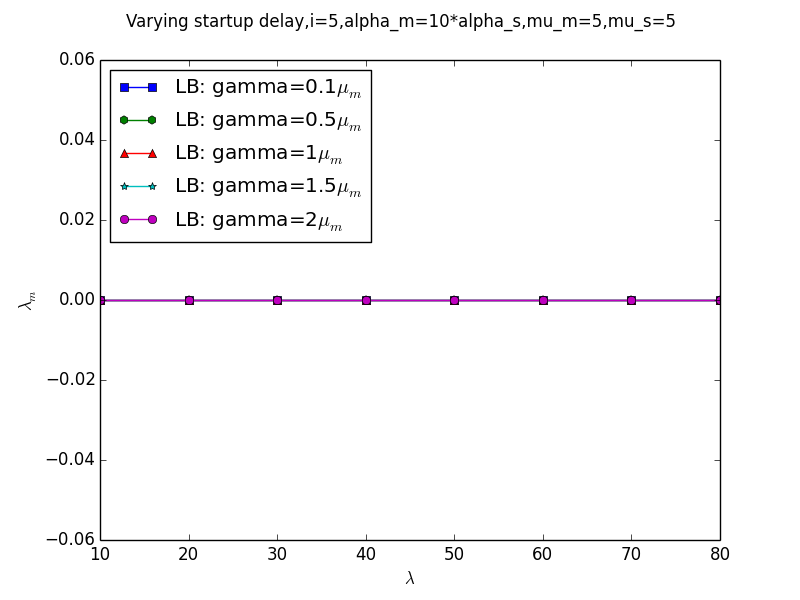 Varying startup delay,i=5,alpha_m=10*alpha_s,mu_m=5,mu_s=5
0.06
LB: gamma=0.1μ_m
LB: gamma=0.5μ_m
LB: gamma=1μ_m
LB: gamma=1.5μ_m
LB: gamma=2μ_m
0.04
0.02
0.00
−0.02
−0.04
−0.06
λ_m
10 20 30 40 50 60 70 80
λ